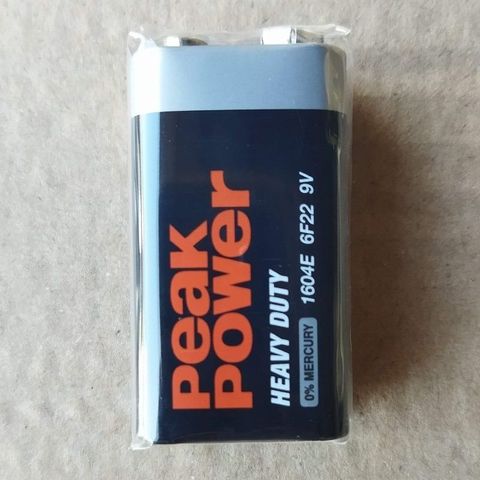 Peak
Power
HEAVY DUTY
0% MERCURY 1604E 6F22 9V